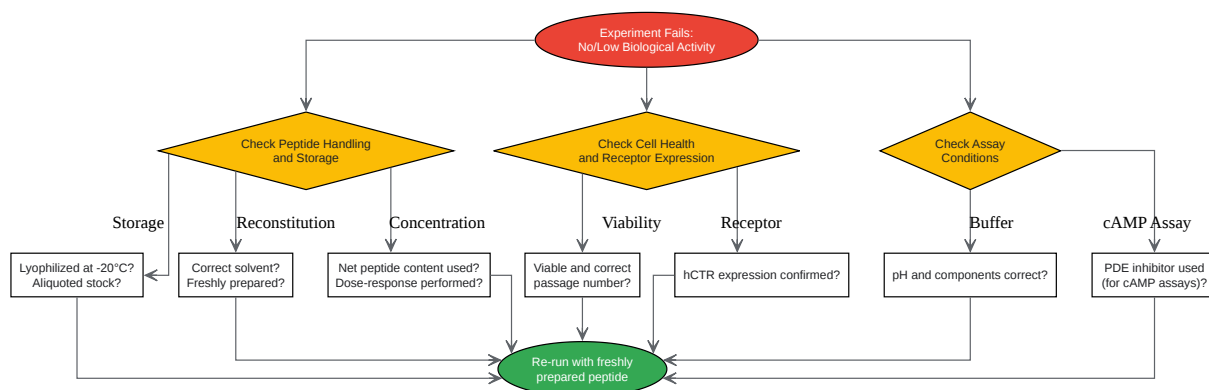 Experiment Fails:
No/Low Biological Activity
Check Peptide Handling
and Storage
Check Cell Health
and Receptor Expression
Check Assay
Conditions
Storage
Reconstitution
Concentration
Viability
Receptor
Buffer
cAMP Assay
Lyophilized at -20°C?
Aliquoted stock?
Correct solvent?
Freshly prepared?
Net peptide content used?
Dose-response performed?
Viable and correct
passage number?
hCTR expression confirmed?
pH and components correct?
PDE inhibitor used
(for cAMP assays)?
Re-run with freshly
prepared peptide